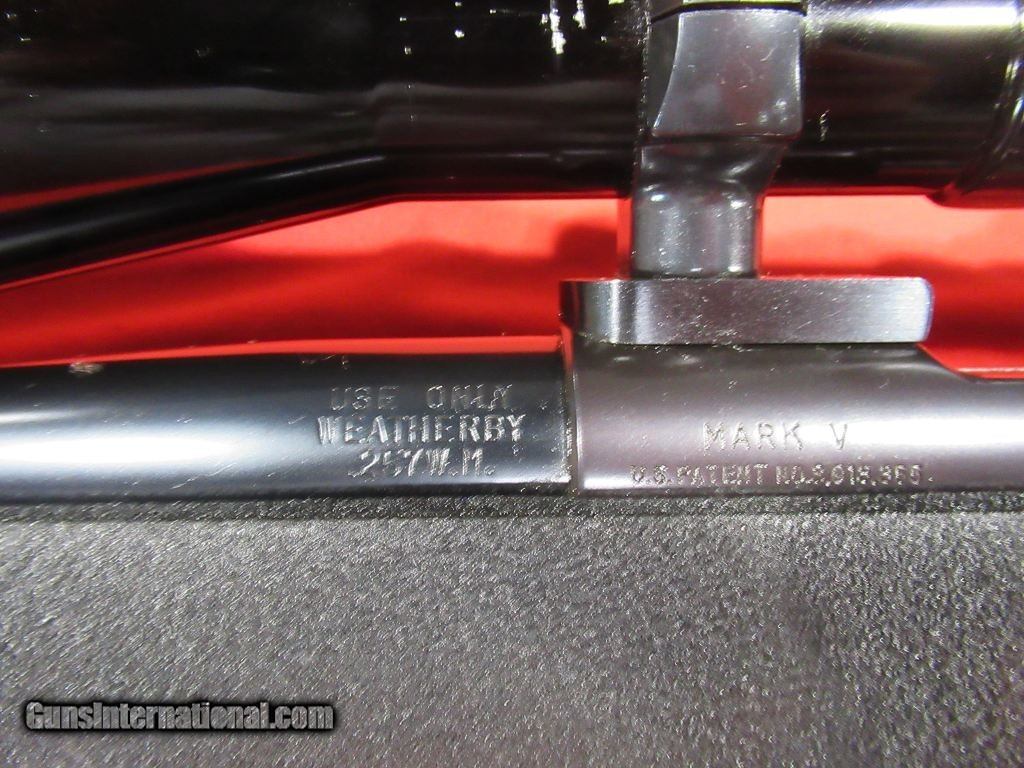 USE ONLY
WEATHERBY
.257W.M.
MARK V
U.S. PATENT NO. 3,013,355
GunsInternational.com